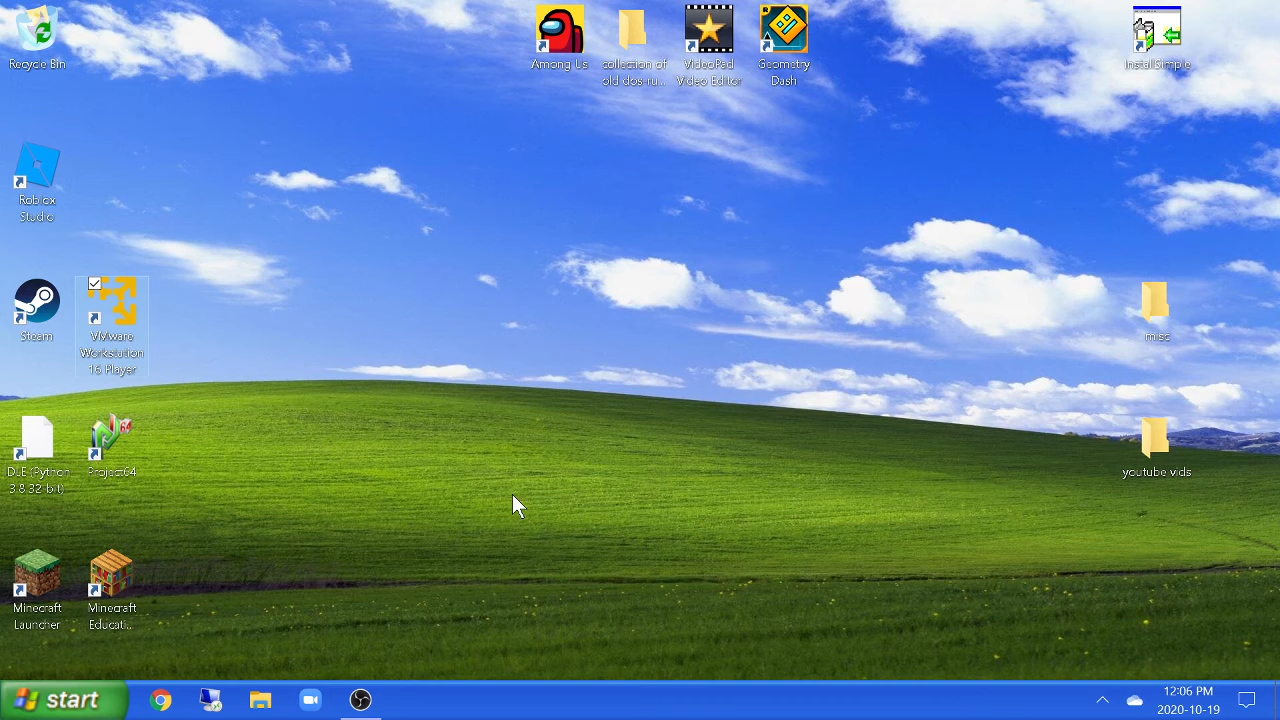 Recycle Bin
Among Us
collection of
old dos-ru...
VideoPad
Video Editor
Geometry
Dash
InstallSimple
Roblox
Studio
Steam
VMware
Workstation
16 Player
misc
IDLE (Python
3.8 32-bit)
Project64
youtube vids
Minecraft
Launcher
Minecraft
Educat...
start
12:06 PM
2020-10-19